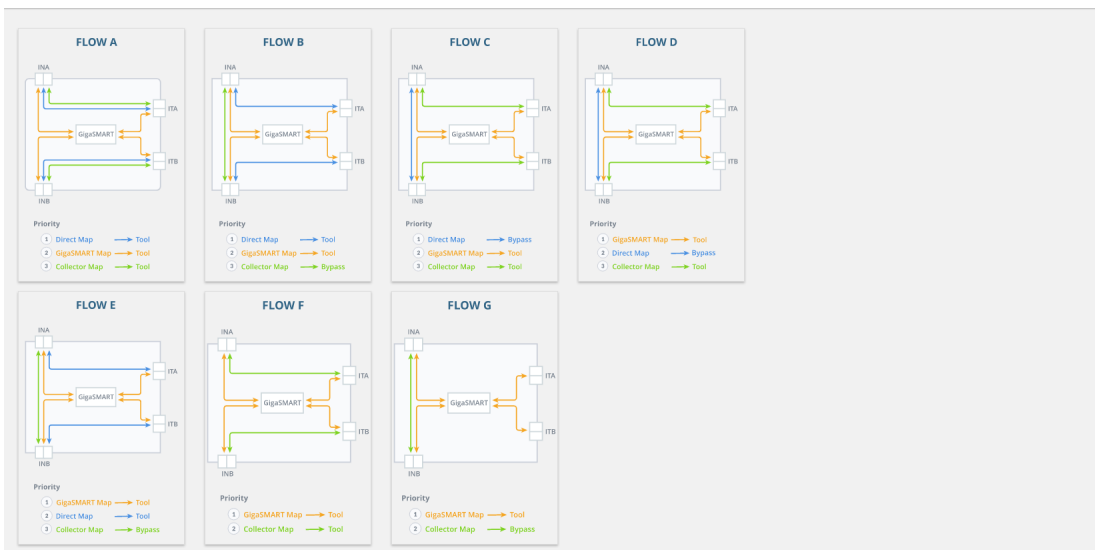 FLOW A
INA
ITA
GigaSMART
ITB
INB
Priority
1 Direct Map Tool
2 GigaSMART Map Tool
3 Collector Map Tool
FLOW B
INA
ITA
GigaSMART
ITB
INB
Priority
1 Direct Map Tool
2 GigaSMART Map Tool
3 Collector Map Bypass
FLOW C
INA
ITA
GigaSMART
ITB
INB
Priority
1 Direct Map Bypass
2 GigaSMART Map Tool
3 Collector Map Tool
FLOW D
INA
ITA
GigaSMART
ITB
INB
Priority
1 GigaSMART Map Tool
2 Direct Map Bypass
3 Collector Map Tool
FLOW E
INA
ITA
GigaSMART
ITB
INB
Priority
1 GigaSMART Map Tool
2 Direct Map Tool
3 Collector Map Bypass
FLOW F
INA
ITA
GigaSMART
ITB
INB
Priority
1 GigaSMART Map Tool
2 Collector Map Tool
FLOW G
INA
ITA
GigaSMART
ITB
INB
Priority
1 GigaSMART Map Tool
2 Collector Map Bypass